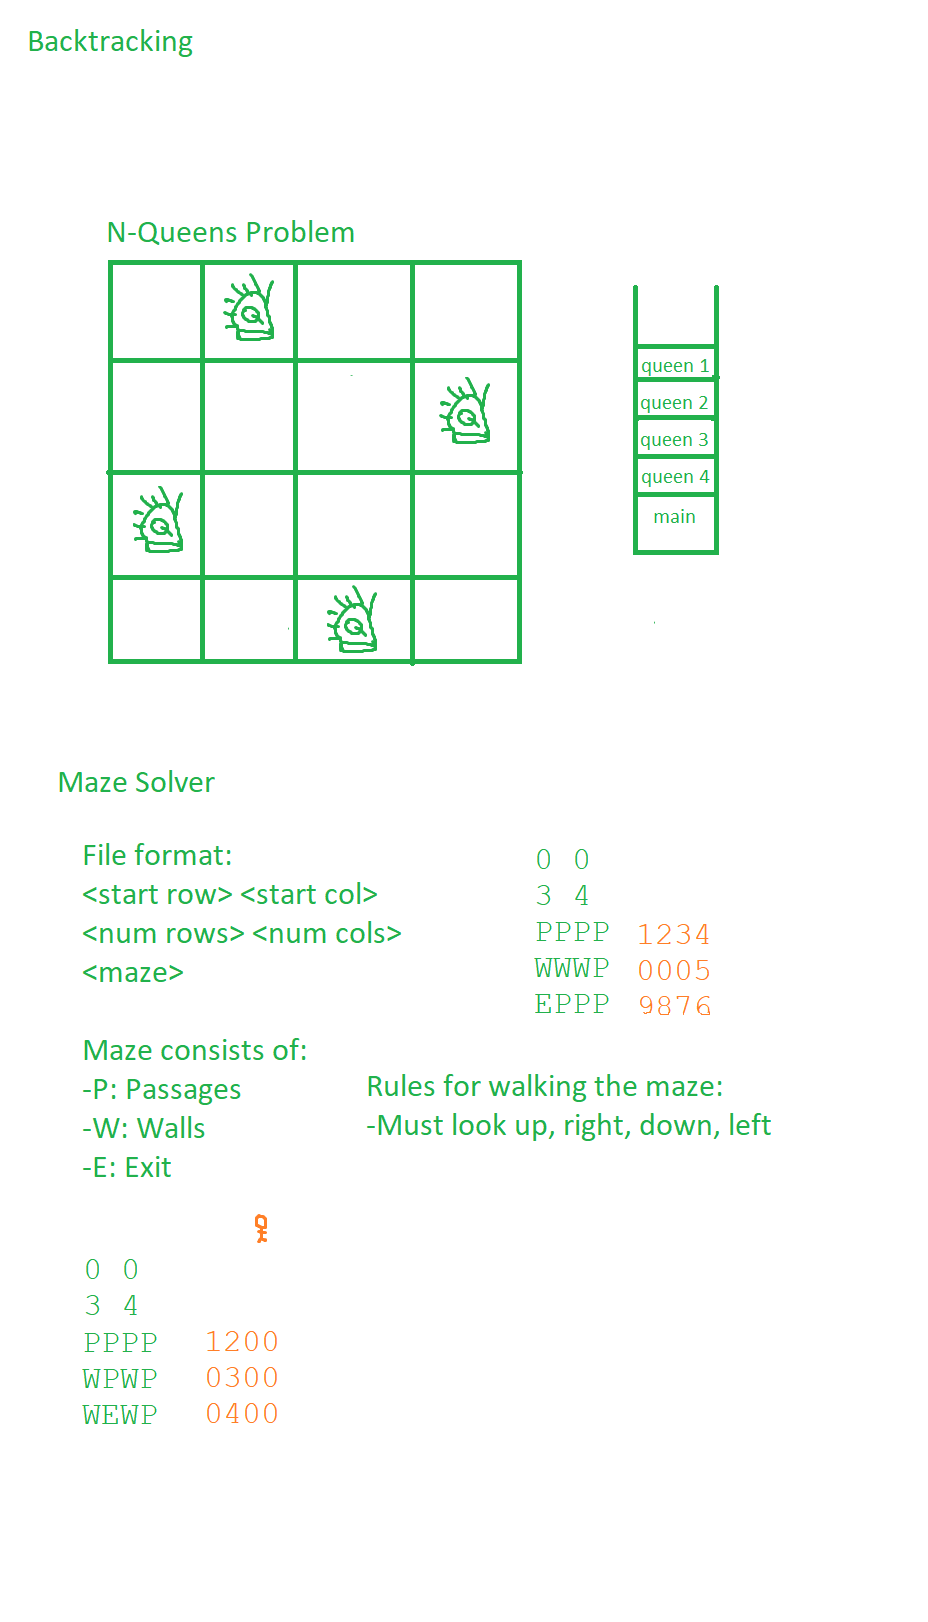 Backtracking
N-Queens Problem
queen 1
queen 2
queen 3
queen 4
main
Maze Solver
File format:
<start row> <start col>
<num rows> <num cols>
<maze>
0 0
3 4
PPPP 1234
WWWP 0005
EPPP 9876
Maze consists of:
-P: Passages
-W: Walls
-E: Exit
Rules for walking the maze:
-Must look up, right, down, left
0 0
3 4
PPPP 1200
WPWP 0300
WEWP 0400